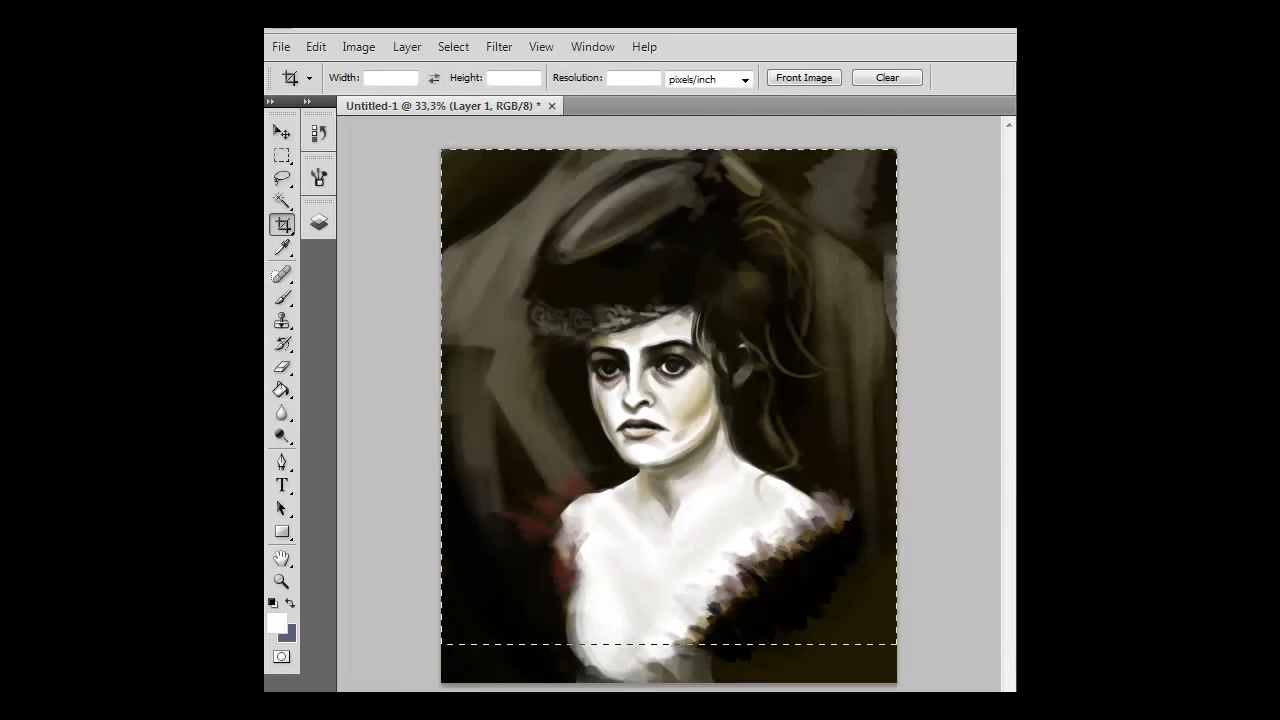 File Edit Image Layer Select Filter View Window Help
Width: Height: Resolution: pixels/inch Front Image Clear
Untitled-1 @ 33,3% (Layer 1, RGB/8) *
T